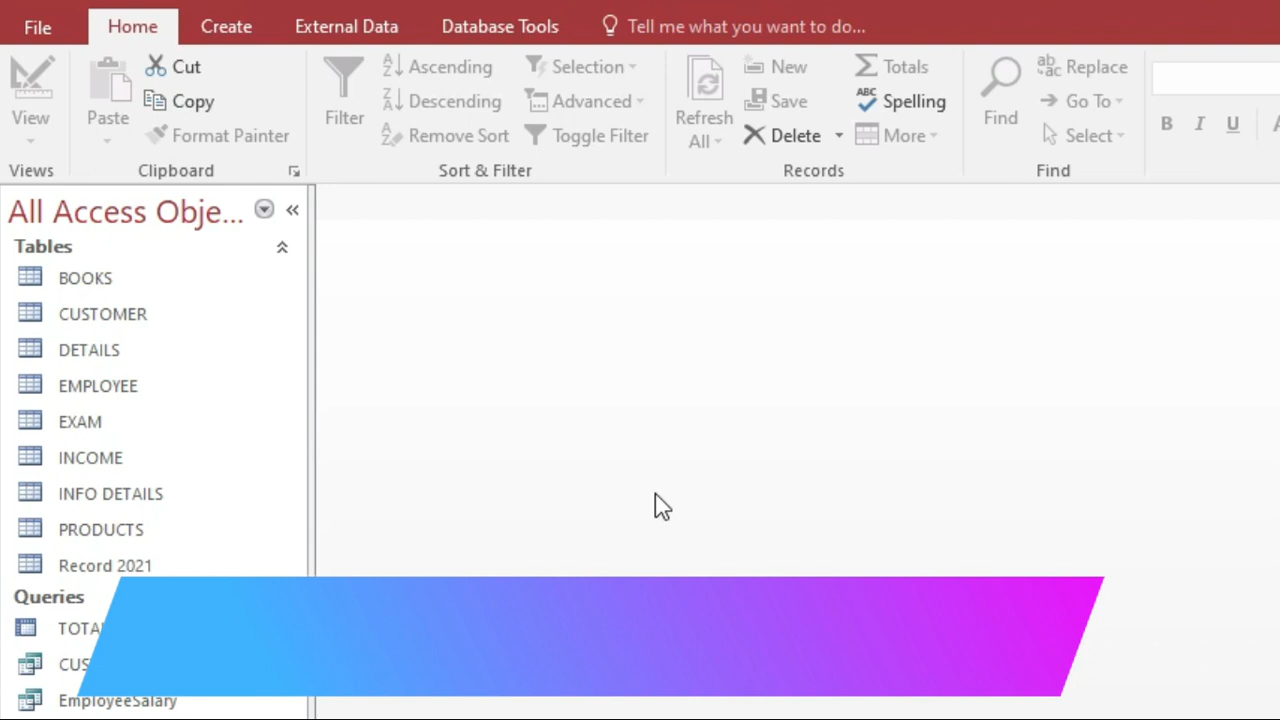 File Home Create External Data Database Tools Tell me what you want to do...
View
Views
Paste
Cut
Copy
Format Painter
Clipboard
Filter
Ascending
Descending
Remove Sort
Selection
Advanced
Toggle Filter
Sort & Filter
Refresh
All
New
Save
Delete
Totals
Spelling
More
Records
Find
Replace
Go To
Select
Find
B I U
All Access Obje...
Tables
BOOKS
CUSTOMER
DETAILS
EMPLOYEE
EXAM
INCOME
INFO DETAILS
PRODUCTS
Record 2021
Queries
EmployeeSalary